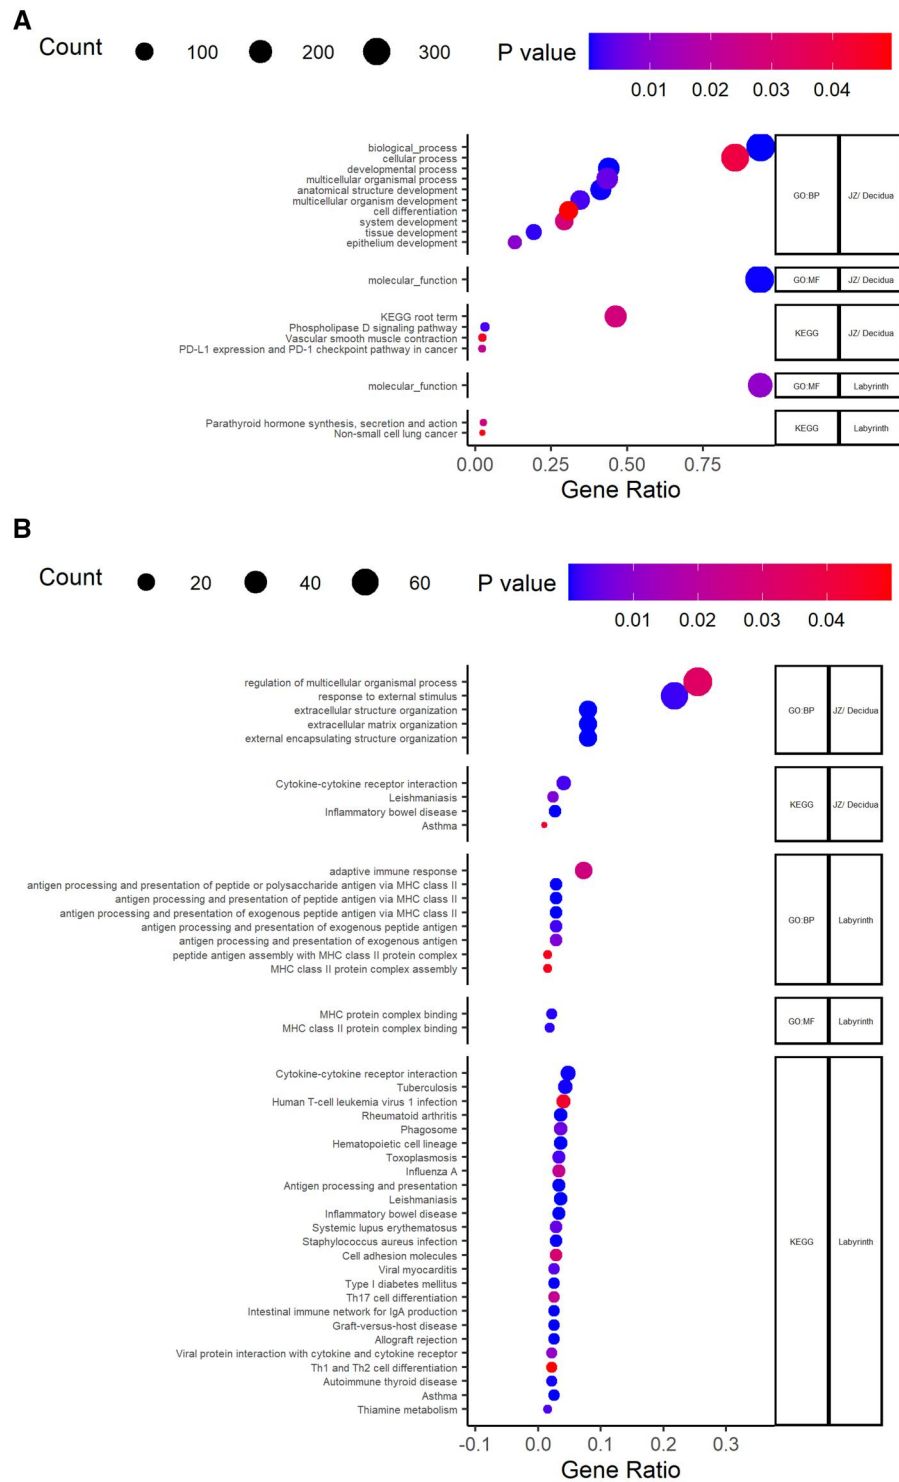 A
Count 100 200 300 P value
0.01 0.02 0.03 0.04
biological_process
cellular process
developmental process
multicellular organismal process
anatomical structure development
multicellular organism development
cell differentiation
system development
tissue development
epithelium development
GO:BP JZ/ Decidua
molecular_function
GO:MF JZ/ Decidua
KEGG root term
Phospholipase D signaling pathway
Vascular smooth muscle contraction
PD-L1 expression and PD-1 checkpoint pathway in cancer
KEGG JZ/ Decidua
molecular_function
GO:MF Labyrinth
Parathyroid hormone synthesis, secretion and action
Non-small cell lung cancer
KEGG Labyrinth
0.00 0.25 0.50 0.75
Gene Ratio
B
Count 20 40 60 P value
0.01 0.02 0.03 0.04
regulation of multicellular organismal process
response to external stimulus
extracellular structure organization
extracellular matrix organization
external encapsulating structure organization
GO:BP JZ/ Decidua
Cytokine-cytokine receptor interaction
Leishmaniasis
Inflammatory bowel disease
Asthma
KEGG JZ/ Decidua
adaptive immune response
antigen processing and presentation of peptide or polysaccharide antigen via MHC class II
antigen processing and presentation of peptide antigen via MHC class II
antigen processing and presentation of exogenous peptide antigen via MHC class II
antigen processing and presentation of exogenous peptide antigen
antigen processing and presentation of exogenous antigen
peptide antigen assembly with MHC class II protein complex
MHC class II protein complex assembly
GO:BP Labyrinth
MHC protein complex binding
MHC class II protein complex binding
GO:MF Labyrinth
Cytokine-cytokine receptor interaction
Tuberculosis
Human T-cell leukemia virus 1 infection
Rheumatoid arthritis
Phagosome
Hematopoietic cell lineage
Toxoplasmosis
Influenza A
Antigen processing and presentation
Leishmaniasis
Inflammatory bowel disease
Systemic lupus erythematosus
Staphylococcus aureus infection
Cell adhesion molecules
Viral myocarditis
Type I diabetes mellitus
Th17 cell differentiation
Intestinal immune network for IgA production
Graft-versus-host disease
Allograft rejection
Viral protein interaction with cytokine and cytokine receptor
Th1 and Th2 cell differentiation
Autoimmune thyroid disease
Asthma
Thiamine metabolism
KEGG Labyrinth
-0.1 0.0 0.1 0.2 0.3
Gene Ratio